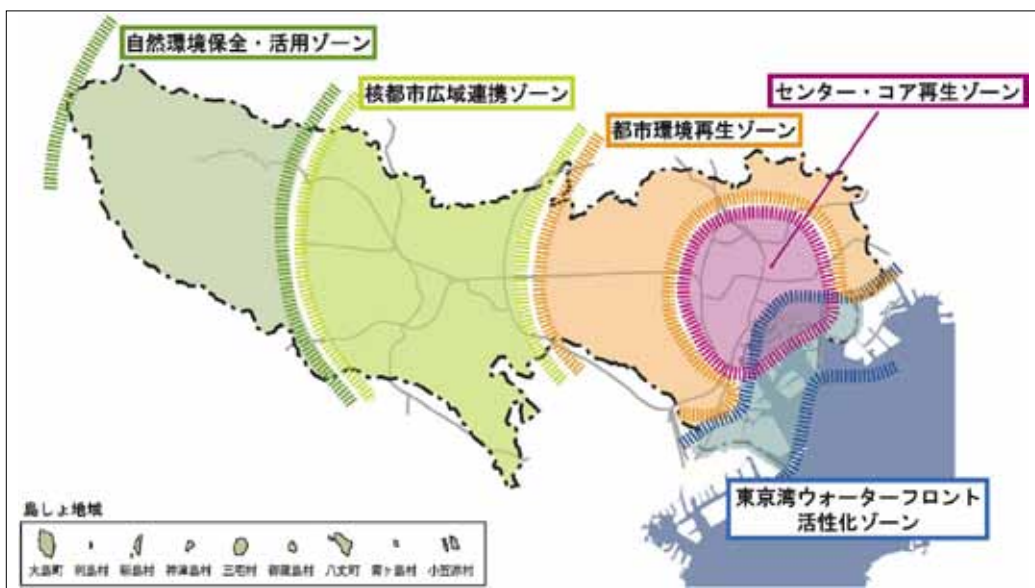 自然環境保全・活用ゾーン
核都市広域連携ゾーン
センター・コア再生ゾーン
都市環境再生ゾーン
東京湾ウォーターフロント
活性化ゾーン
島しょ地域
大島町 利島村 新島村 神津島村 三宅村 御蔵島村 八丈町 青ヶ島村 小笠原村